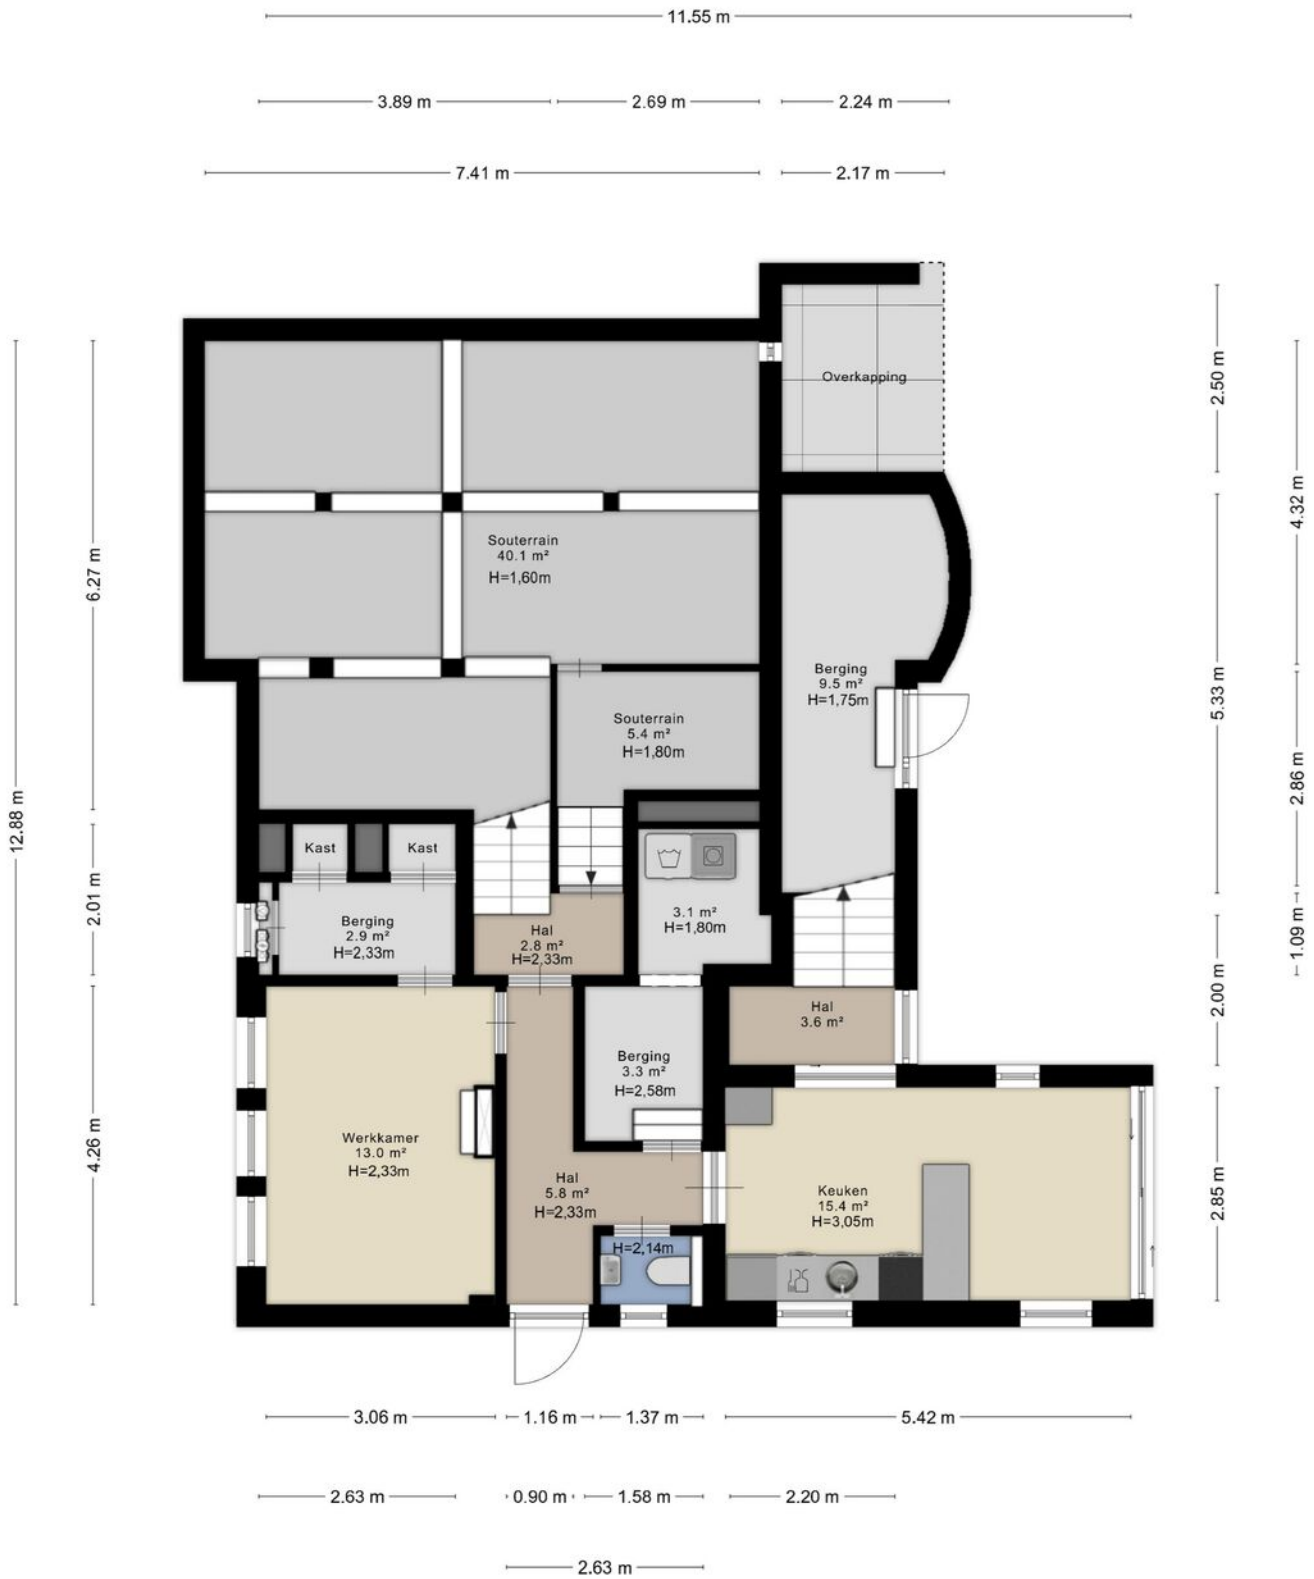 11.55 m
3.89 m
2.69 m
2.24 m
7.41 m
2.17 m
Overkapping
2.50 m
4.32 m
12.88 m
6.27 m
Souterrain
40.1 m²
H=1,60m
Berging
9.5 m²
H=1,75m
5.33 m
Souterrain
5.4 m²
H=1,80m
2.86 m
Kast
Kast
2.01 m
Berging
2.9 m²
H=2,33m
Hal
2.8 m²
H=2,33m
3.1 m²
H=1,80m
1.09 m
2.00 m
Hal
3.6 m²
Berging
3.3 m²
H=2,58m
4.26 m
Werkkamer
13.0 m²
H=2,33m
Hal
5.8 m²
H=2,33m
Keuken
15.4 m²
H=3,05m
2.85 m
H=2,14m
3.06 m
1.16 m
1.37 m
5.42 m
2.63 m
0.90 m
1.58 m
2.20 m
2.63 m